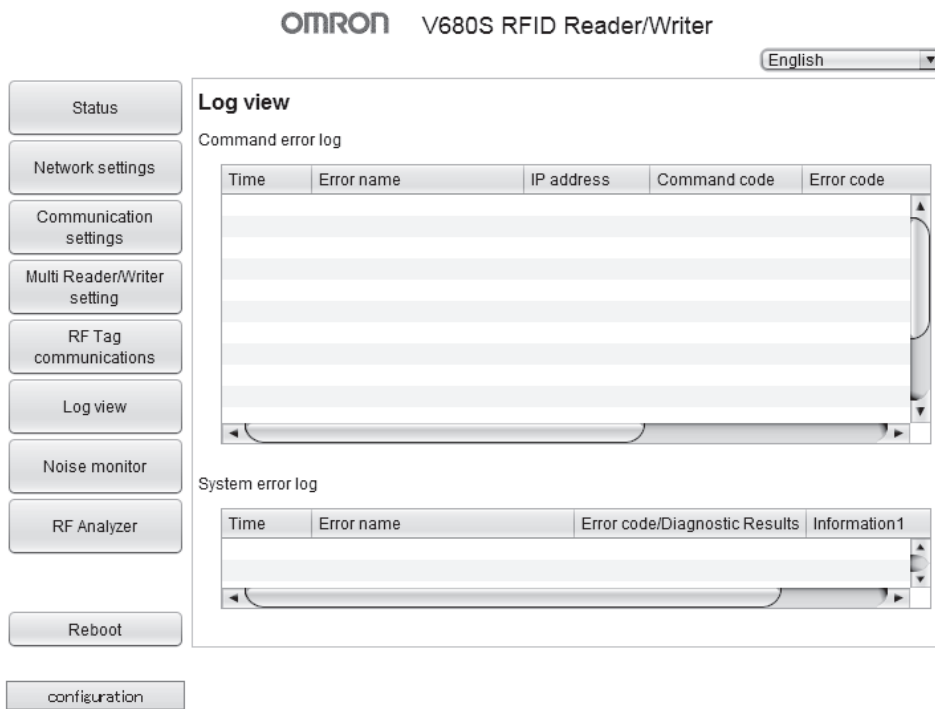 OMRON V680S RFID Reader/Writer
English
Status
Network settings
Communication
settings
Multi Reader/Writer
setting
RF Tag
communications
Log view
Noise monitor
RF Analyzer
Reboot
configuration
Log view
Command error log
Time Error name IP address Command code Error code
System error log
Time Error name Error code/Diagnostic Results Information1